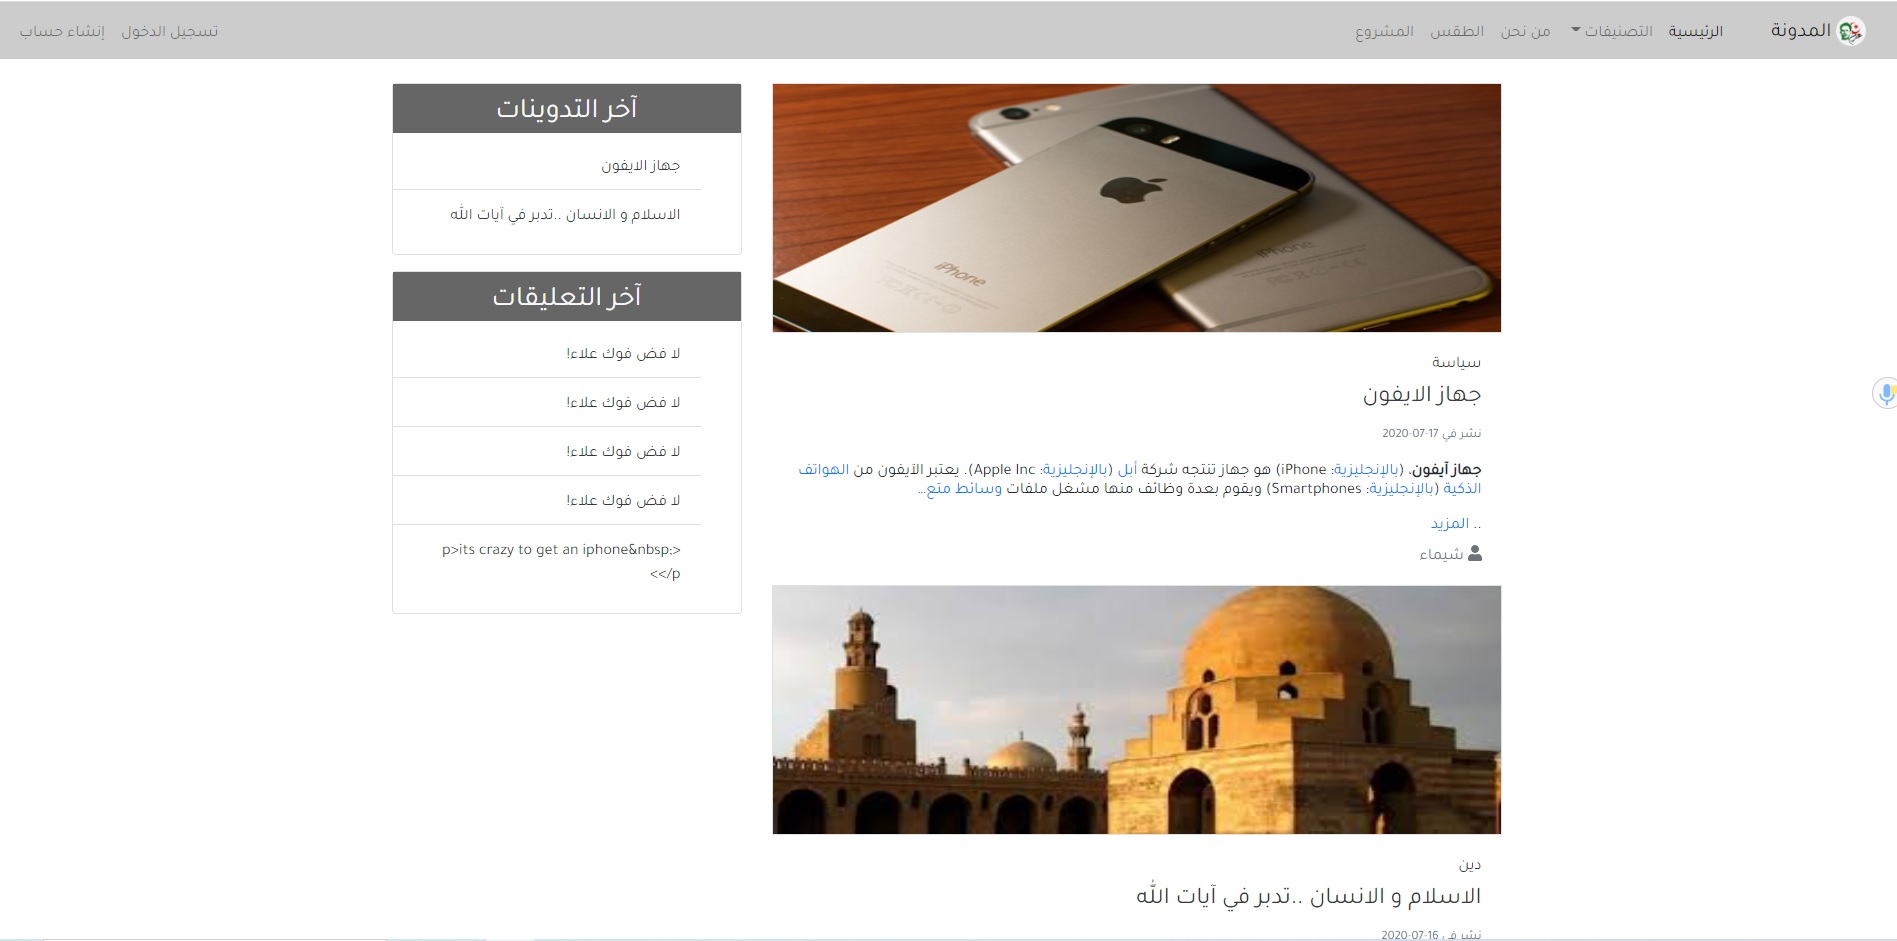 المدونة
الرئيسية
التصنيفات
من نحن
الطقس
المشروع
تسجيل الدخول
إنشاء حساب
iPhone
iPhone
سياسة
جهاز الايفون
نشر في 17-07-2020
جهاز آيفون، (بالإنجليزية: iPhone) هو جهاز تنتجه شركة أبل (بالإنجليزية: Apple Inc). يعتبر الآيفون من الهواتف
الذكية (بالإنجليزية: Smartphones) ويقوم بعدة وظائف منها مشغل ملفات وسائط متع...
.. المزيد
شيماء
دين
الاسلام و الانسان ..تدبر في آيات الله
نشر في 16-07-2020
آخر التدوينات
جهاز الايفون
الاسلام و الانسان ..تدبر في آيات الله
آخر التعليقات
لا فض فوك علاء!
لا فض فوك علاء!
لا فض فوك علاء!
لا فض فوك علاء!
p>its crazy to get an iphone&nbsp;>
<</p